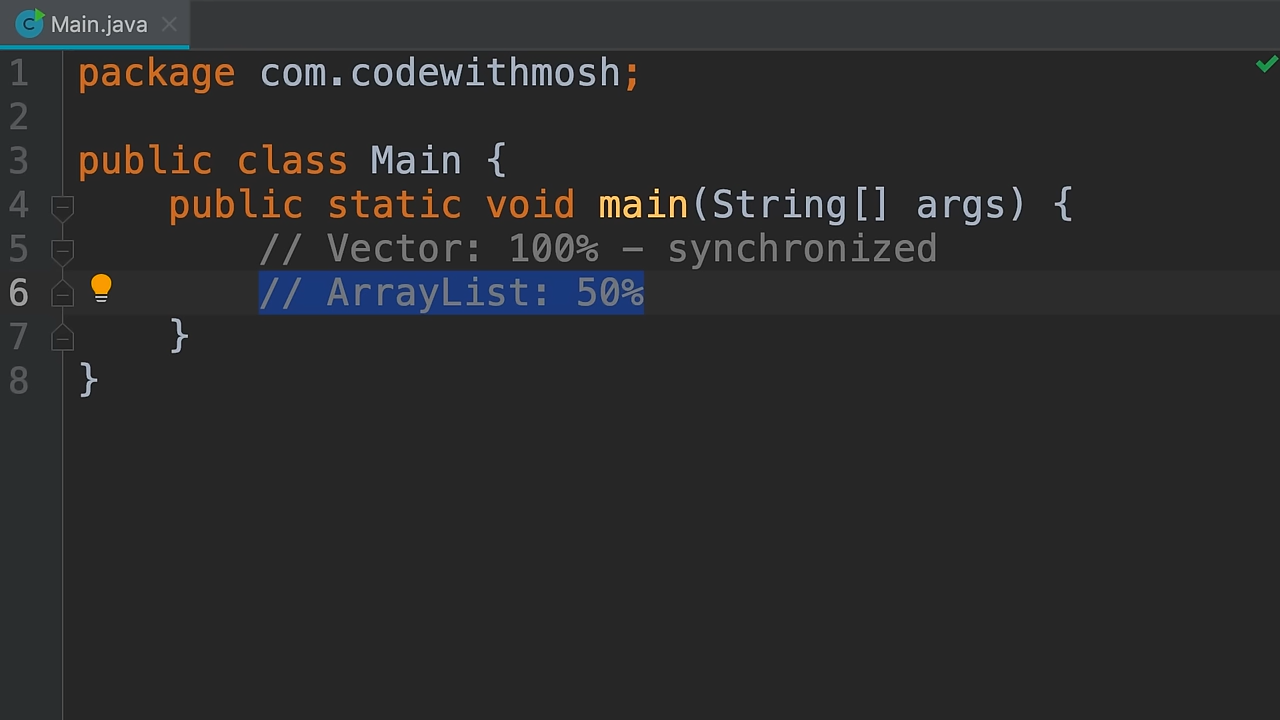 Main.java
1 package com.codewithmosh;
2
3 public class Main {
4     public static void main(String[] args) {
5         // Vector: 100% - synchronized
6         // ArrayList: 50%
7     }
8 }